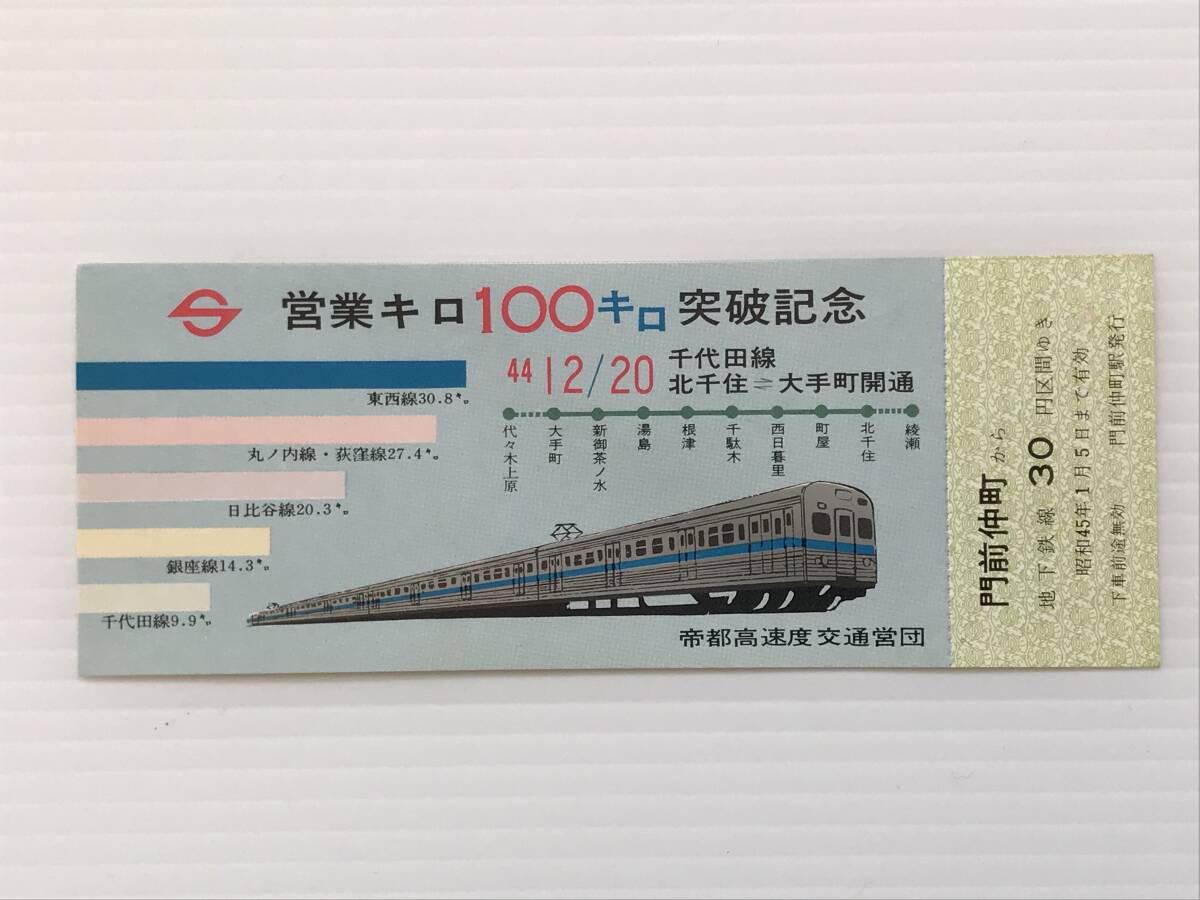 営業キロ100キロ突破記念
44 12/20 千代田線
北千住⇌大手町開通
東西線30.8㌔
丸ノ内線・荻窪線27.4㌔
日比谷線20.3㌔
銀座線14.3㌔
千代田線9.9㌔
代々木上原
大手町
新御茶ノ水
湯島
根津
千駄木
西日暮里
町屋
北千住
綾瀬
帝都高速度交通営団
門前仲町から
地下鉄線30円区間ゆき
昭和45年1月5日まで有効
下車前途無効 門前仲町駅発行